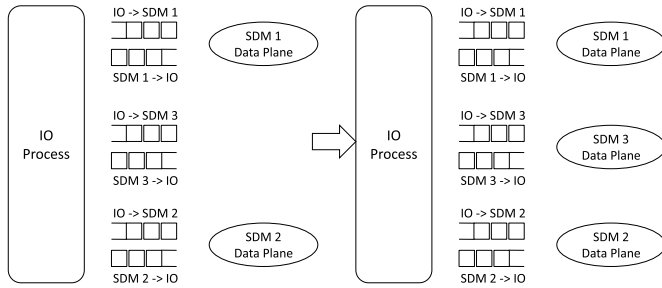 IO -> SDM 1
SDM 1
Data Plane
SDM 1 -> IO
IO -> SDM 3
IO
Process
SDM 3 -> IO
IO -> SDM 2
SDM 2
Data Plane
SDM 2 -> IO
IO -> SDM 1
SDM 1
Data Plane
SDM 1 -> IO
IO -> SDM 3
IO
Process
SDM 3
Data Plane
SDM 3 -> IO
IO -> SDM 2
SDM 2
Data Plane
SDM 2 -> IO